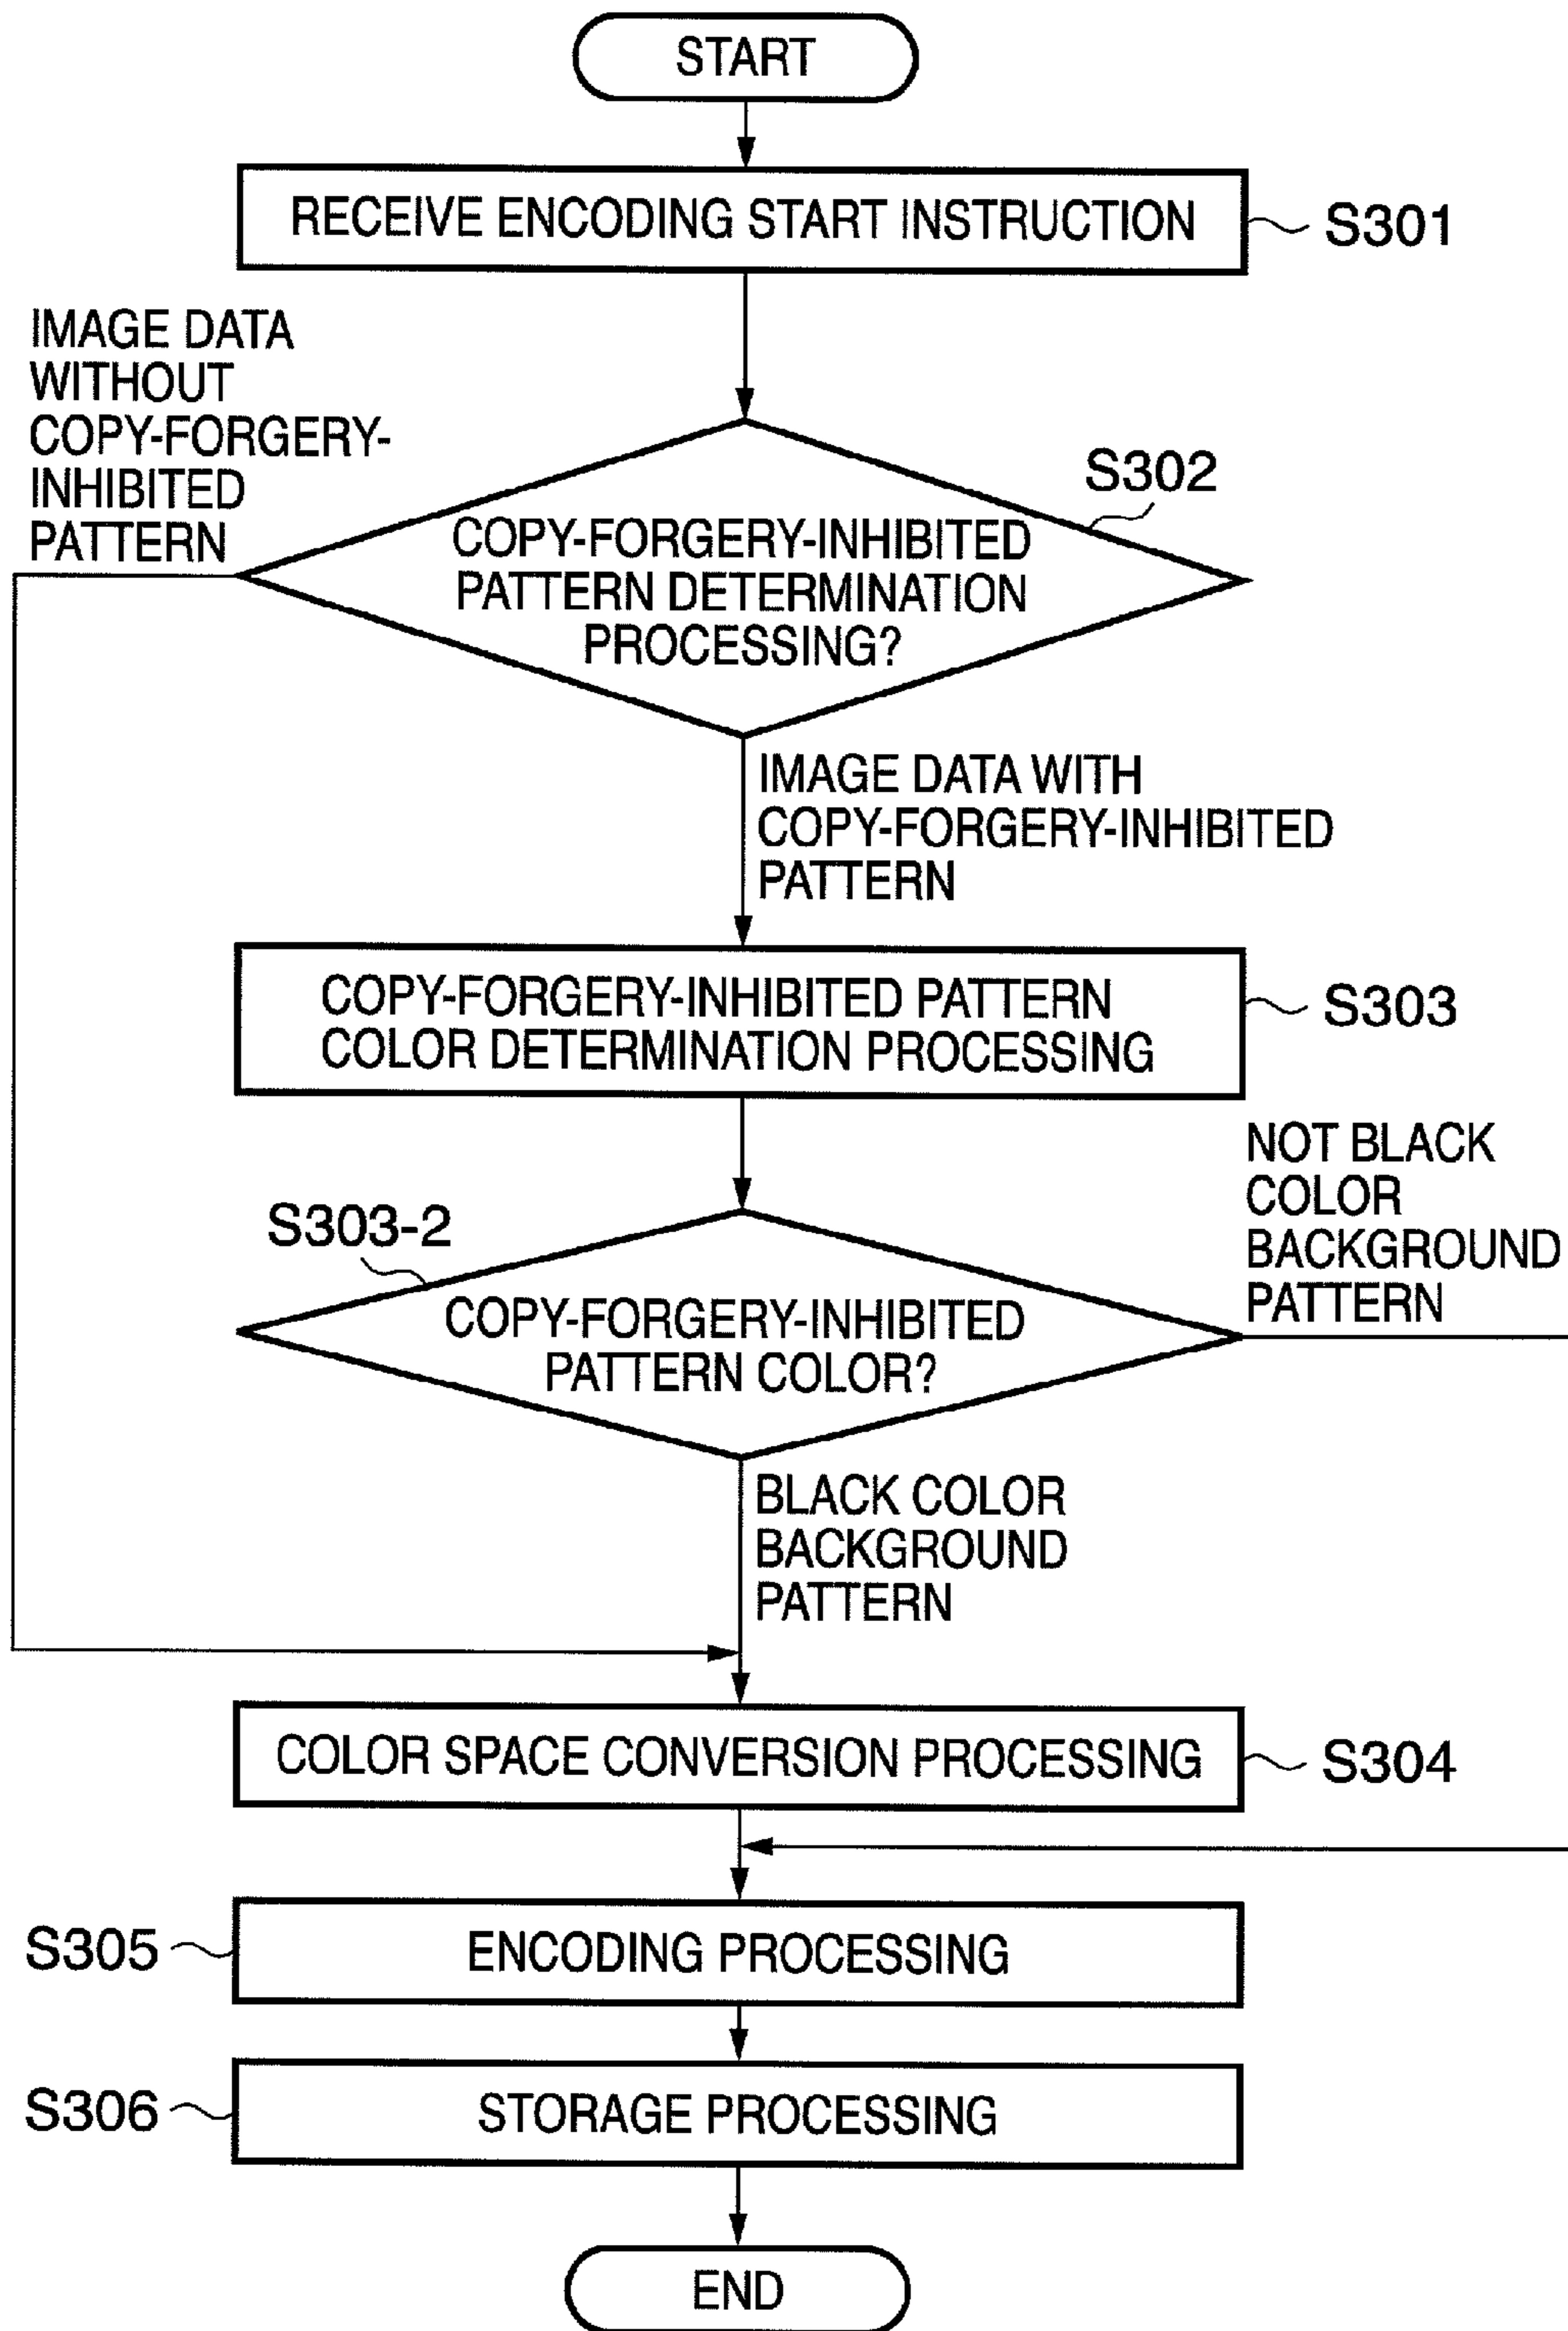 START
RECEIVE ENCODING START INSTRUCTION
S301
IMAGE DATA
WITHOUT
COPY-FORGERY-
INHIBITED
PATTERN
S302
COPY-FORGERY-INHIBITED
PATTERN DETERMINATION
PROCESSING?
IMAGE DATA WITH
COPY-FORGERY-INHIBITED
PATTERN
COPY-FORGERY-INHIBITED PATTERN
COLOR DETERMINATION PROCESSING
S303
NOT BLACK
COLOR
BACKGROUND
PATTERN
S303-2
COPY-FORGERY-INHIBITED
PATTERN COLOR?
BLACK COLOR
BACKGROUND
PATTERN
COLOR SPACE CONVERSION PROCESSING
S304
S305
ENCODING PROCESSING
S306
STORAGE PROCESSING
END